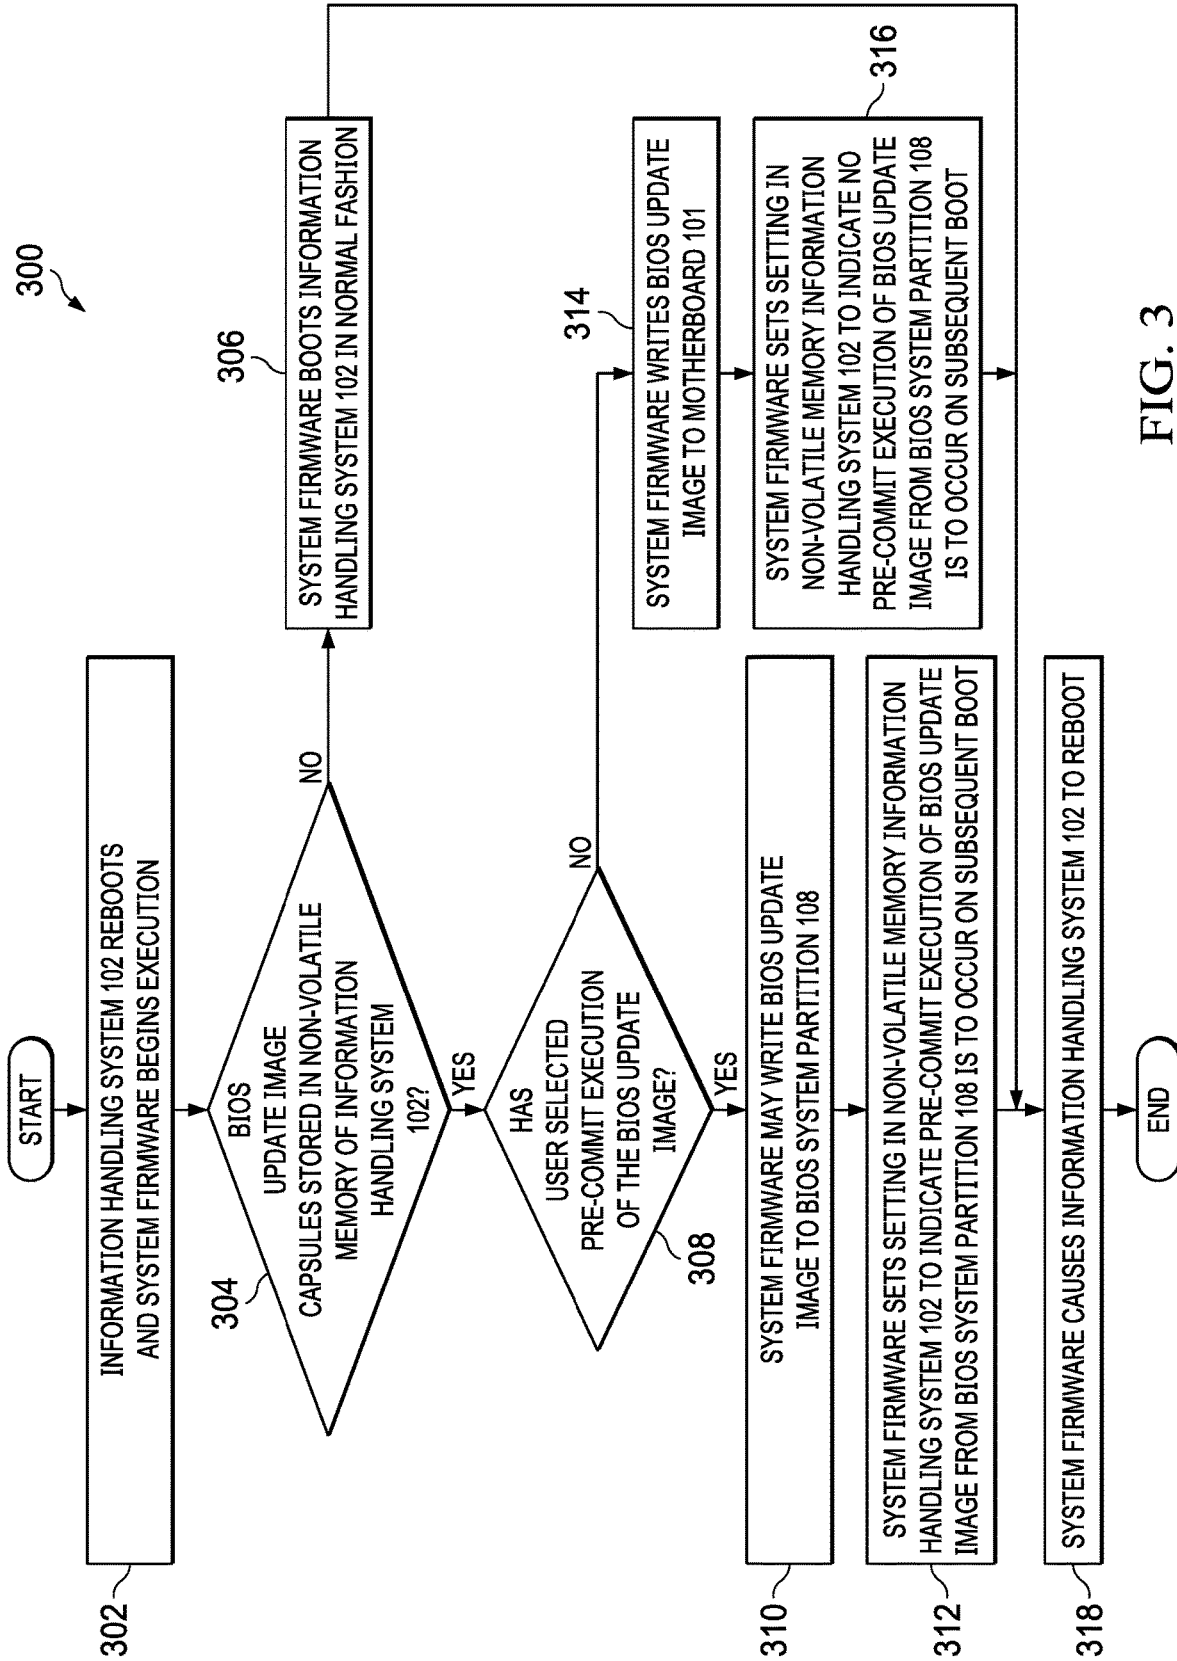 300
START
302
INFORMATION HANDLING SYSTEM 102 REBOOTS
AND SYSTEM FIRMWARE BEGINS EXECUTION
304
BIOS
UPDATE IMAGE
CAPSULES STORED IN NON-VOLATILE
MEMORY OF INFORMATION
HANDLING SYSTEM
102?
NO
306
SYSTEM FIRMWARE BOOTS INFORMATION
HANDLING SYSTEM 102 IN NORMAL FASHION
YES
HAS
USER SELECTED
PRE-COMMIT EXECUTION
OF THE BIOS UPDATE
IMAGE?
308
NO
314
SYSTEM FIRMWARE WRITES BIOS UPDATE
IMAGE TO MOTHERBOARD 101
316
SYSTEM FIRMWARE SETS SETTING IN
NON-VOLATILE MEMORY INFORMATION
HANDLING SYSTEM 102 TO INDICATE NO
PRE-COMMIT EXECUTION OF BIOS UPDATE
IMAGE FROM BIOS SYSTEM PARTITION 108
IS TO OCCUR ON SUBSEQUENT BOOT
YES
310
SYSTEM FIRMWARE MAY WRITE BIOS UPDATE
IMAGE TO BIOS SYSTEM PARTITION 108
312
SYSTEM FIRMWARE SETS SETTING IN NON-VOLATILE MEMORY INFORMATION
HANDLING SYSTEM 102 TO INDICATE PRE-COMMIT EXECUTION OF BIOS UPDATE
IMAGE FROM BIOS SYSTEM PARTITION 108 IS TO OCCUR ON SUBSEQUENT BOOT
318
SYSTEM FIRMWARE CAUSES INFORMATION HANDLING SYSTEM 102 TO REBOOT
END
FIG. 3